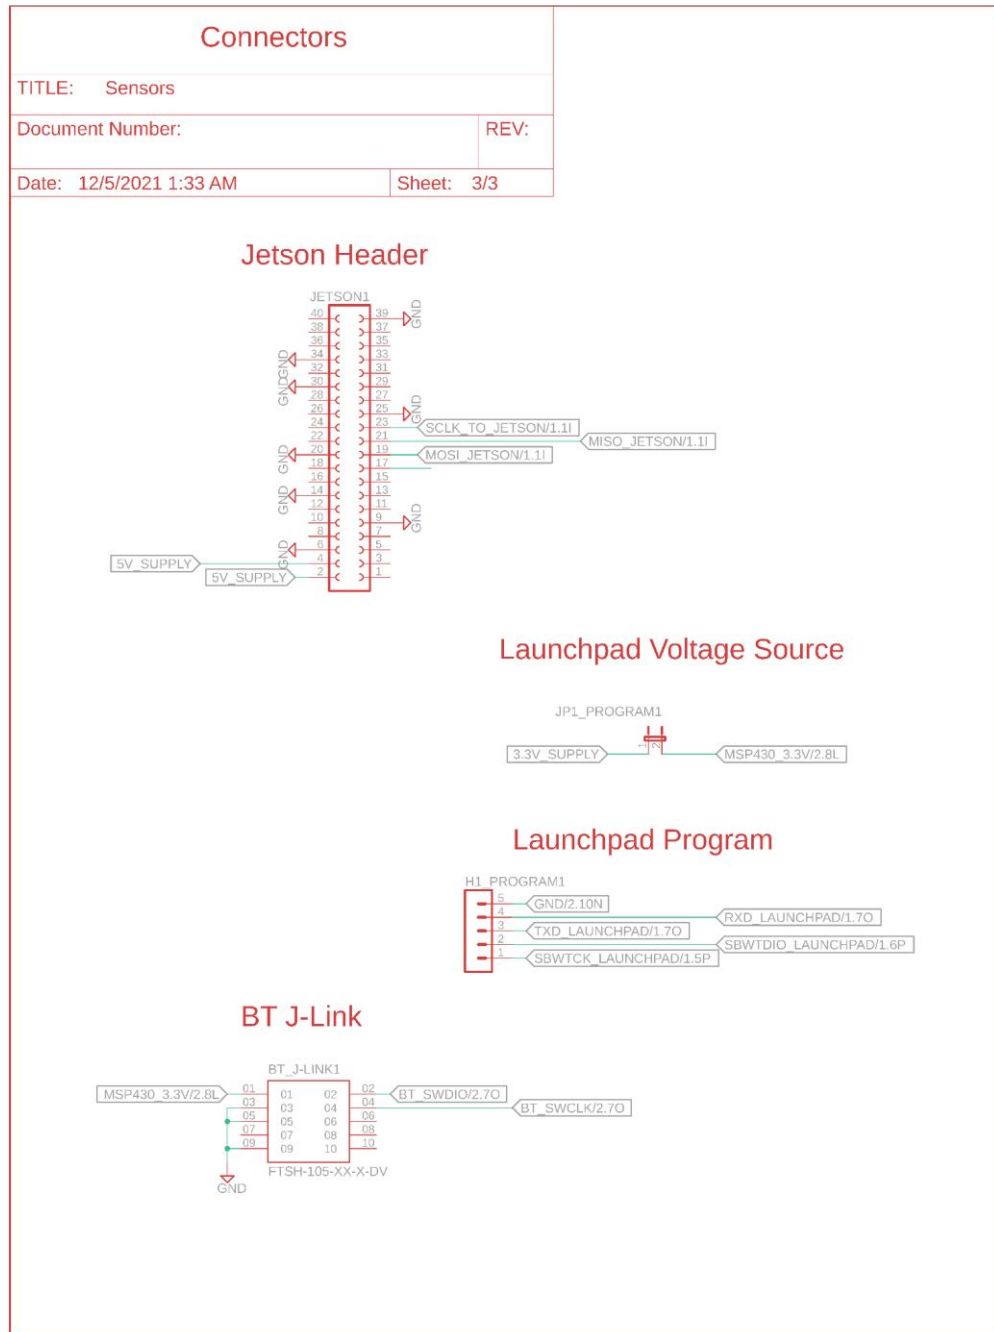 Connectors
TITLE: Sensors
Document Number: REV:
Date: 12/5/2021 1:33 AM Sheet: 3/3
Jetson Header
JETSON1
40 39 GND
38 37
36 35
GND 34 33
32 31
GND 30 29
28 27
26 25 GND
24 23 SCLK_TO_JETSON/1.1I
22 21 MISO_JETSON/1.1I
GND 20 19 MOSI_JETSON/1.1I
18 17
16 15
GND 14 13
12 11
10 9 GND
8 7
GND 6 5
5V_SUPPLY 4 3
5V_SUPPLY 2 1
Launchpad Voltage Source
JP1_PROGRAM1
3.3V_SUPPLY 1 2 MSP430_3.3V/2.8L
Launchpad Program
H1_PROGRAM1
5 GND/2.10N
4 RXD_LAUNCHPAD/1.7O
3 TXD_LAUNCHPAD/1.7O
2 SBWTDIO_LAUNCHPAD/1.6P
1 SBWTCK_LAUNCHPAD/1.5P
BT J-Link
BT_J-LINK1
MSP430_3.3V/2.8L 01 01 02 02 BT_SWDIO/2.7O
03 03 04 04 BT_SWCLK/2.7O
05 05 06 06
07 07 08 08
09 09 10 10
FTSH-105-XX-X-DV
GND